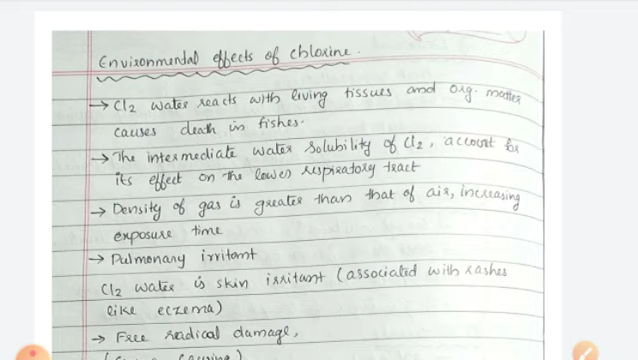 Environmental effects of chlorine.
→ Cl2 water reacts with living tissues and org. matter
causes death in fishes.
→ The intermediate water solubility of Cl2, account for
its effect on the lower respiratory tract
→ Density of gas is greater than that of air, increasing
exposure time
→ Pulmonary irritant
Cl2 water is skin irritant (associated with rashes
like eczema)
→ Free radical damage,
causing)